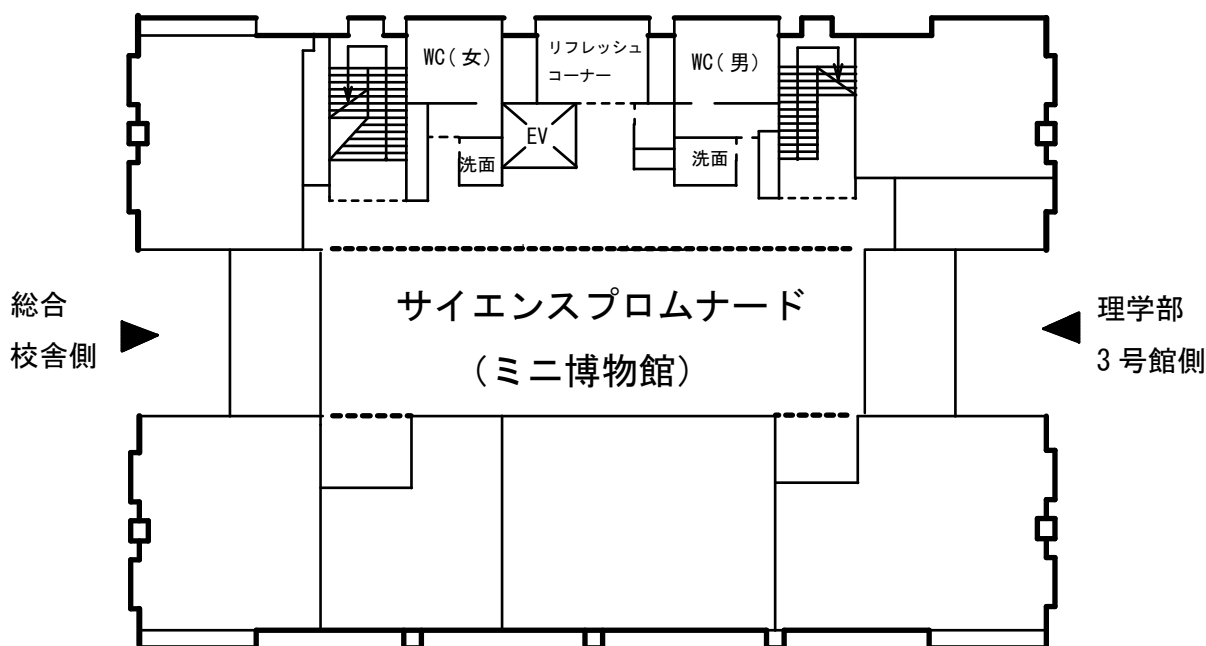 WC(女)
リフレッシュ
コーナー
WC(男)
EV
洗面
洗面
サイエンスプロムナード
(ミニ博物館)
総合
校舎側
理学部
3号館側